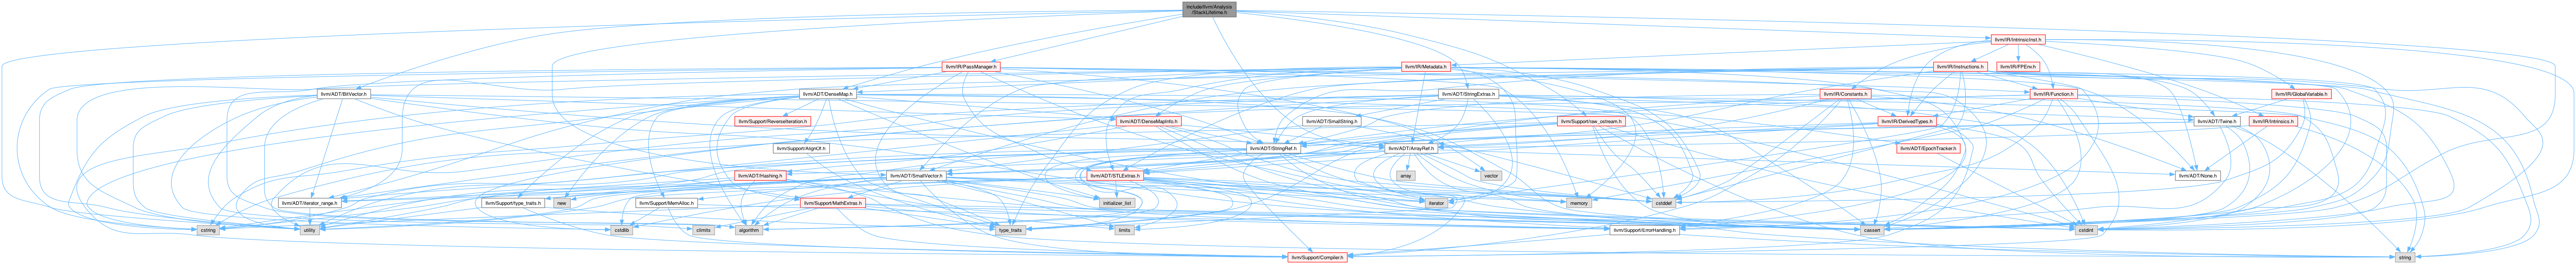 include/llvm/Analysis
/StackLifetime.h
llvm/IR/IntrinsicInst.h
llvm/IR/PassManager.h
llvm/IR/Metadata.h
llvm/IR/Instructions.h
llvm/IR/FPEnv.h
llvm/ADT/BitVector.h
llvm/ADT/DenseMap.h
llvm/ADT/StringExtras.h
llvm/IR/Constants.h
llvm/IR/Function.h
llvm/IR/GlobalVariable.h
llvm/Support/ReverseIteration.h
llvm/ADT/DenseMapInfo.h
llvm/ADT/SmallString.h
llvm/Support/raw_ostream.h
llvm/IR/DerivedTypes.h
llvm/ADT/Twine.h
llvm/IR/Intrinsics.h
llvm/Support/AlignOf.h
llvm/ADT/StringRef.h
llvm/ADT/ArrayRef.h
llvm/ADT/EpochTracker.h
llvm/ADT/Hashing.h
llvm/ADT/SmallVector.h
llvm/ADT/STLExtras.h
array
vector
llvm/ADT/None.h
llvm/ADT/iterator_range.h
llvm/Support/type_traits.h
new
llvm/Support/MemAlloc.h
llvm/Support/MathExtras.h
initializer_list
iterator
memory
cstddef
cstring
utility
cstdlib
climits
algorithm
type_traits
limits
llvm/Support/ErrorHandling.h
cassert
cstdint
llvm/Support/Compiler.h
string